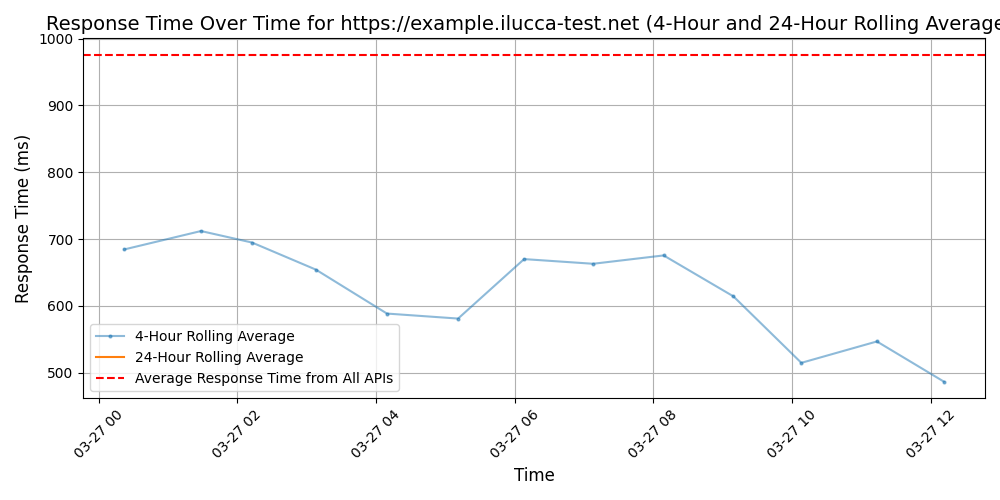 Response Time Over Time for https://example.ilucca-test.net (4-Hour and 24-Hour Rolling Average
1000
900
800
700
600
500
Response Time (ms)
4-Hour Rolling Average
24-Hour Rolling Average
Average Response Time from All APIs
03-27 00
03-27 02
03-27 04
03-27 06
03-27 08
03-27 10
03-27 12
Time